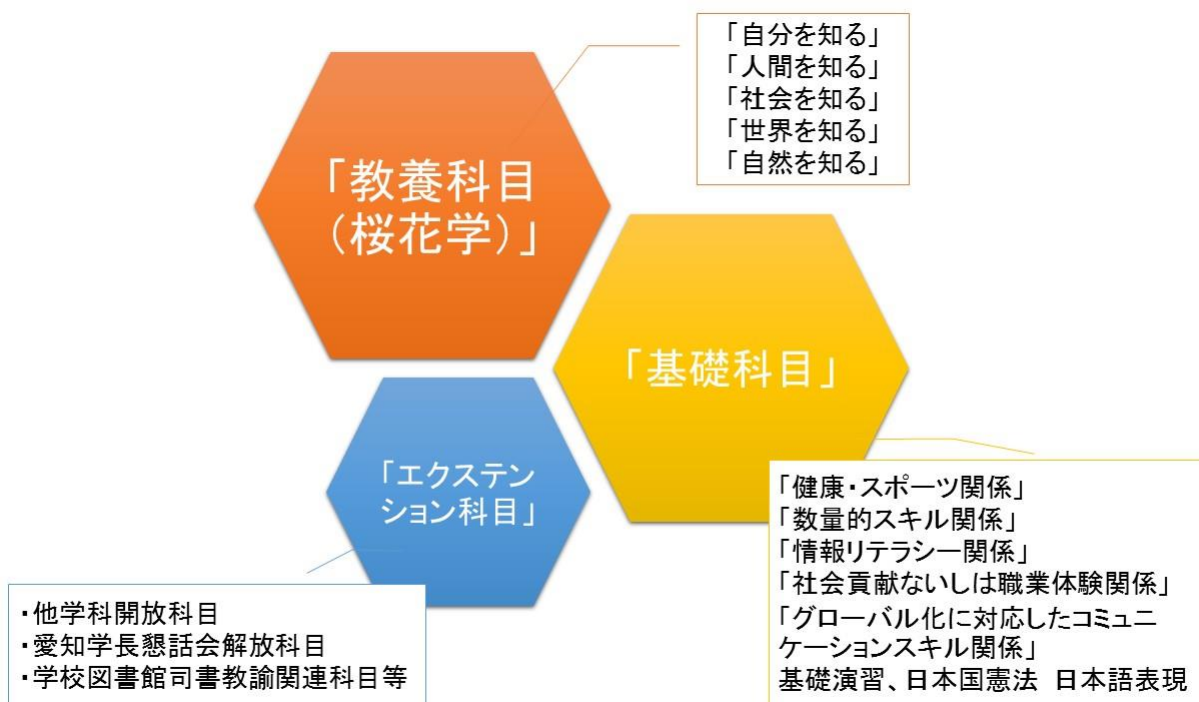 「自分を知る」
「人間を知る」
「社会を知る」
「世界を知る」
「自然を知る」
「教養科目
（桜花学）」
「基礎科目」
「エクステン
ション科目」
「健康・スポーツ関係」
「数量的スキル関係」
「情報リテラシー関係」
「社会貢献ないしは職業体験関係」
「グローバル化に対応したコミュニ
ケーションスキル関係」
基礎演習、日本国憲法 日本語表現
・他学科開放科目
・愛知学長懇話会解放科目
・学校図書館司書教諭関連科目等